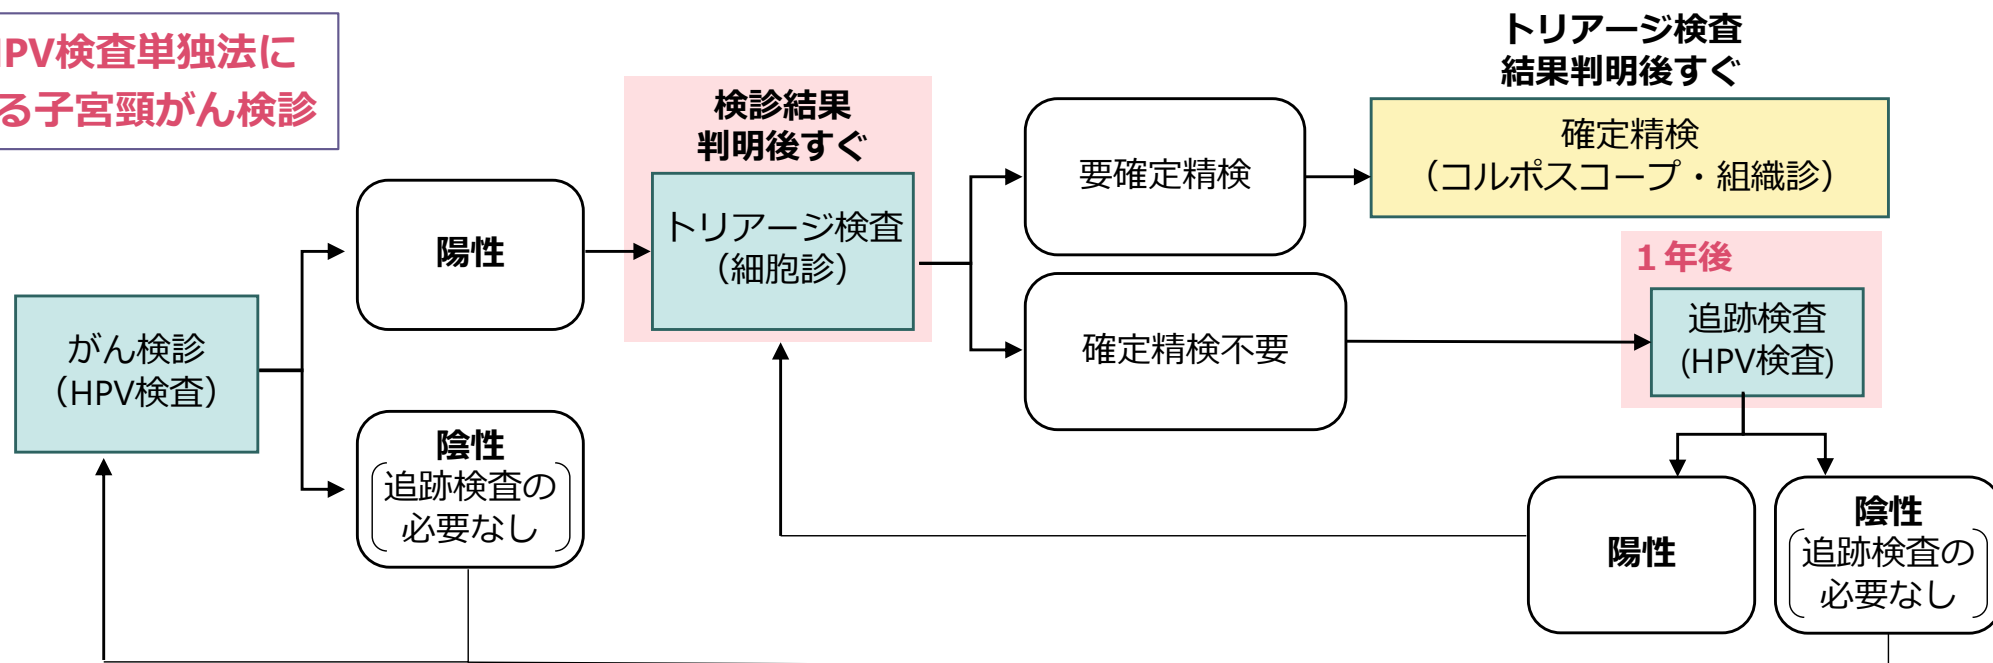 PV検査単独法に
る子宮頸がん検診
がん検診
（HPV検査）
陽性
陰性
追跡検査の
必要なし
検診結果
判明後すぐ
トリアージ検査
（細胞診）
要確定精検
確定精検不要
トリアージ検査
結果判明後すぐ
確定精検
（コルポスコープ・組織診）
１年後
追跡検査
(HPV検査)
陽性
陰性
追跡検査の
必要なし